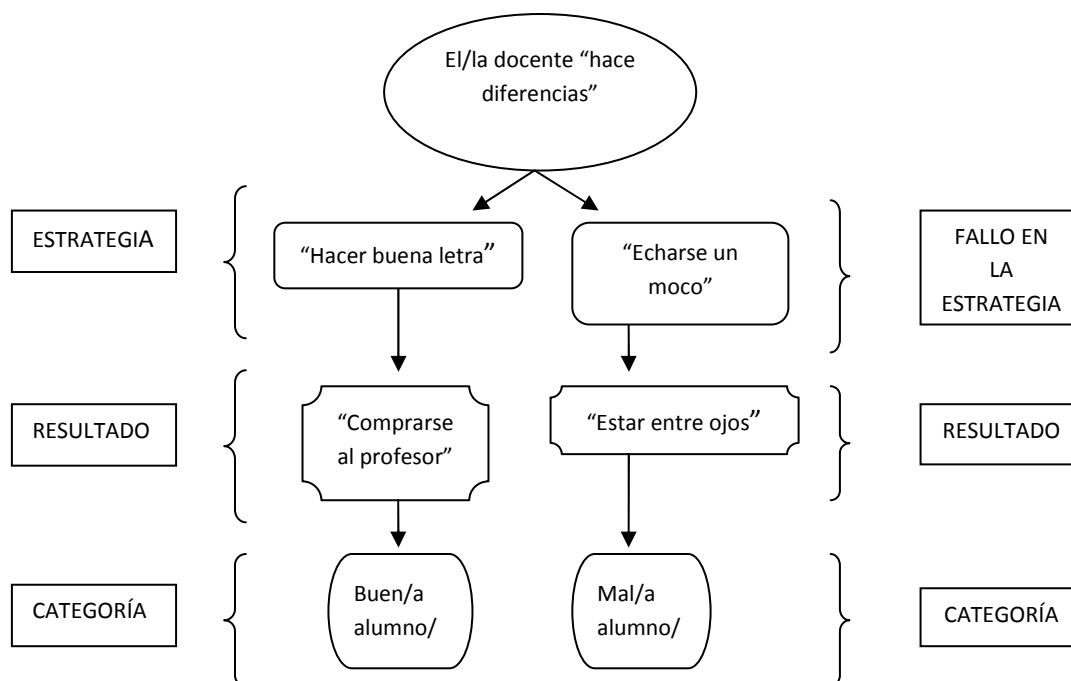 El/la docente “hace
diferencias”
ESTRATEGIA
“Hacer buena letra”
“Echarse un
moco”
FALLO EN
LA
ESTRATEGIA
RESULTADO
“Comprarse
al profesor”
“Estar entre ojos”
RESULTADO
CATEGORÍA
Buen/a
alumno/
Mal/a
alumno/
CATEGORÍA